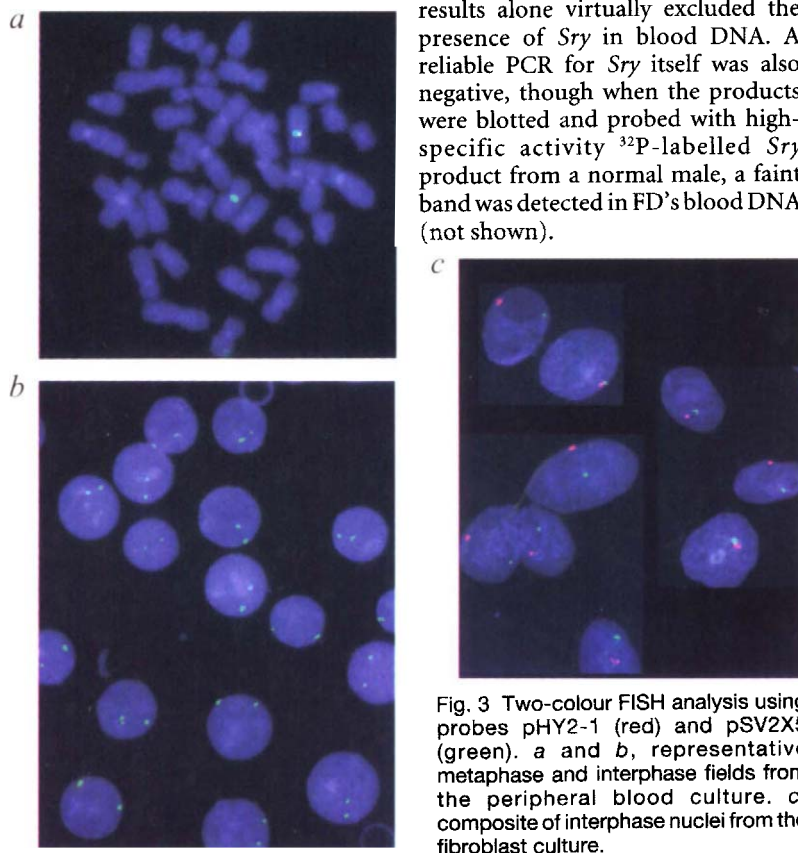 a
results alone virtually excluded the
presence of Sry in blood DNA. A
reliable PCR for Sry itself was also
negative, though when the products
were blotted and probed with high-
specific activity ³²P-labelled Sry
product from a normal male, a faint
band was detected in FD's blood DNA
(not shown).
b
c
Fig. 3 Two-colour FISH analysis using
probes pHY2-1 (red) and pSV2X5
(green). a and b, representative
metaphase and interphase fields from
the peripheral blood culture. c,
composite of interphase nuclei from the
fibroblast culture.